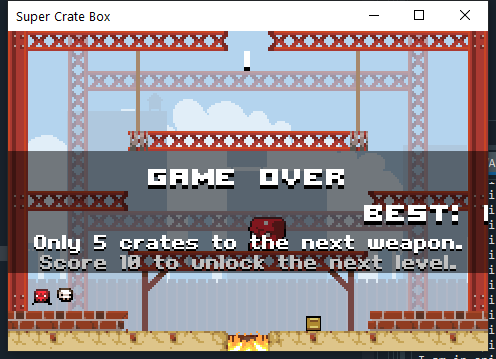 Super Crate Box
1
GAME OVER
BEST:
Only 5 crates to the next weapon.
Score 10 to unlock the next level.